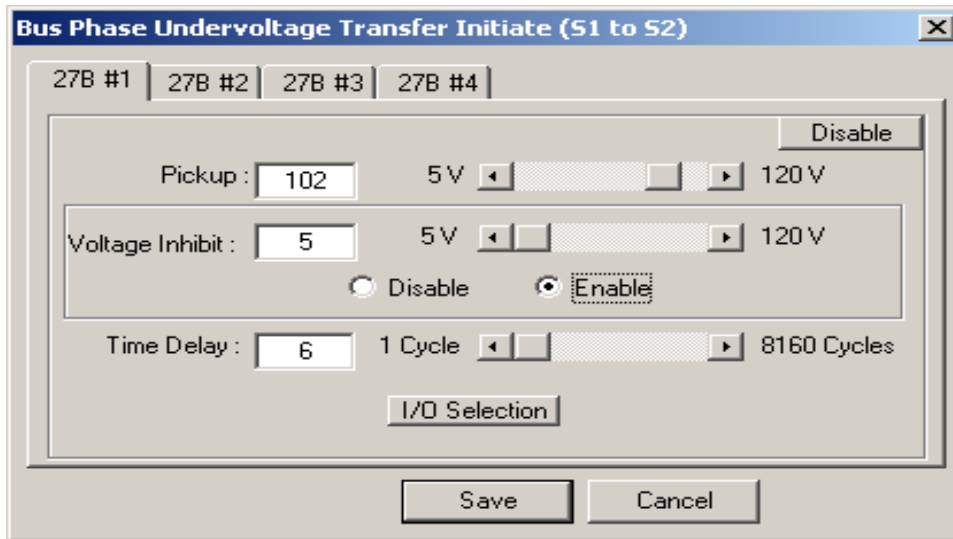 Bus Phase Undervoltage Transfer Initiate (S1 to S2)
27B #1 27B #2 27B #3 27B #4
Disable
Pickup : 102 5 V 120 V
Voltage Inhibit : 5 5 V 120 V
Disable Enable
Time Delay : 6 1 Cycle 8160 Cycles
I/O Selection
Save Cancel